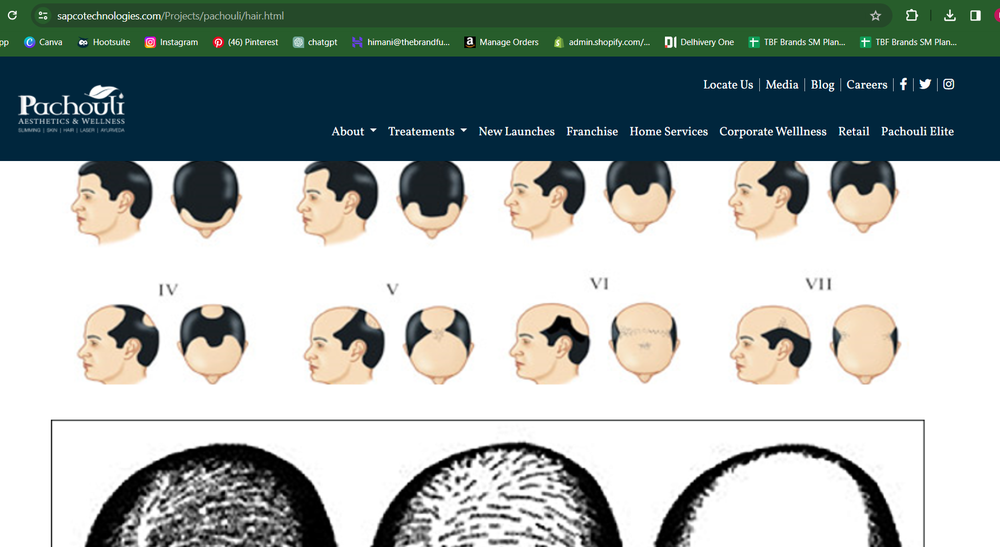 sapcotechnologies.com/Projects/pachouli/hair.html
pp Canva Hootsuite Instagram (46) Pinterest chatgpt himani@thebrandfu... Manage Orders admin.shopify.com/... Delhivery One TBF Brands SM Plan... TBF Brands SM Plan...
Locate Us Media Blog Careers
Pachouli
AESTHETICS & WELLNESS
SLIMMING | SKIN | HAIR | LASER | AYURVEDA
About Treatements New Launches Franchise Home Services Corporate Welllness Retail Pachouli Elite
IV V VI VII